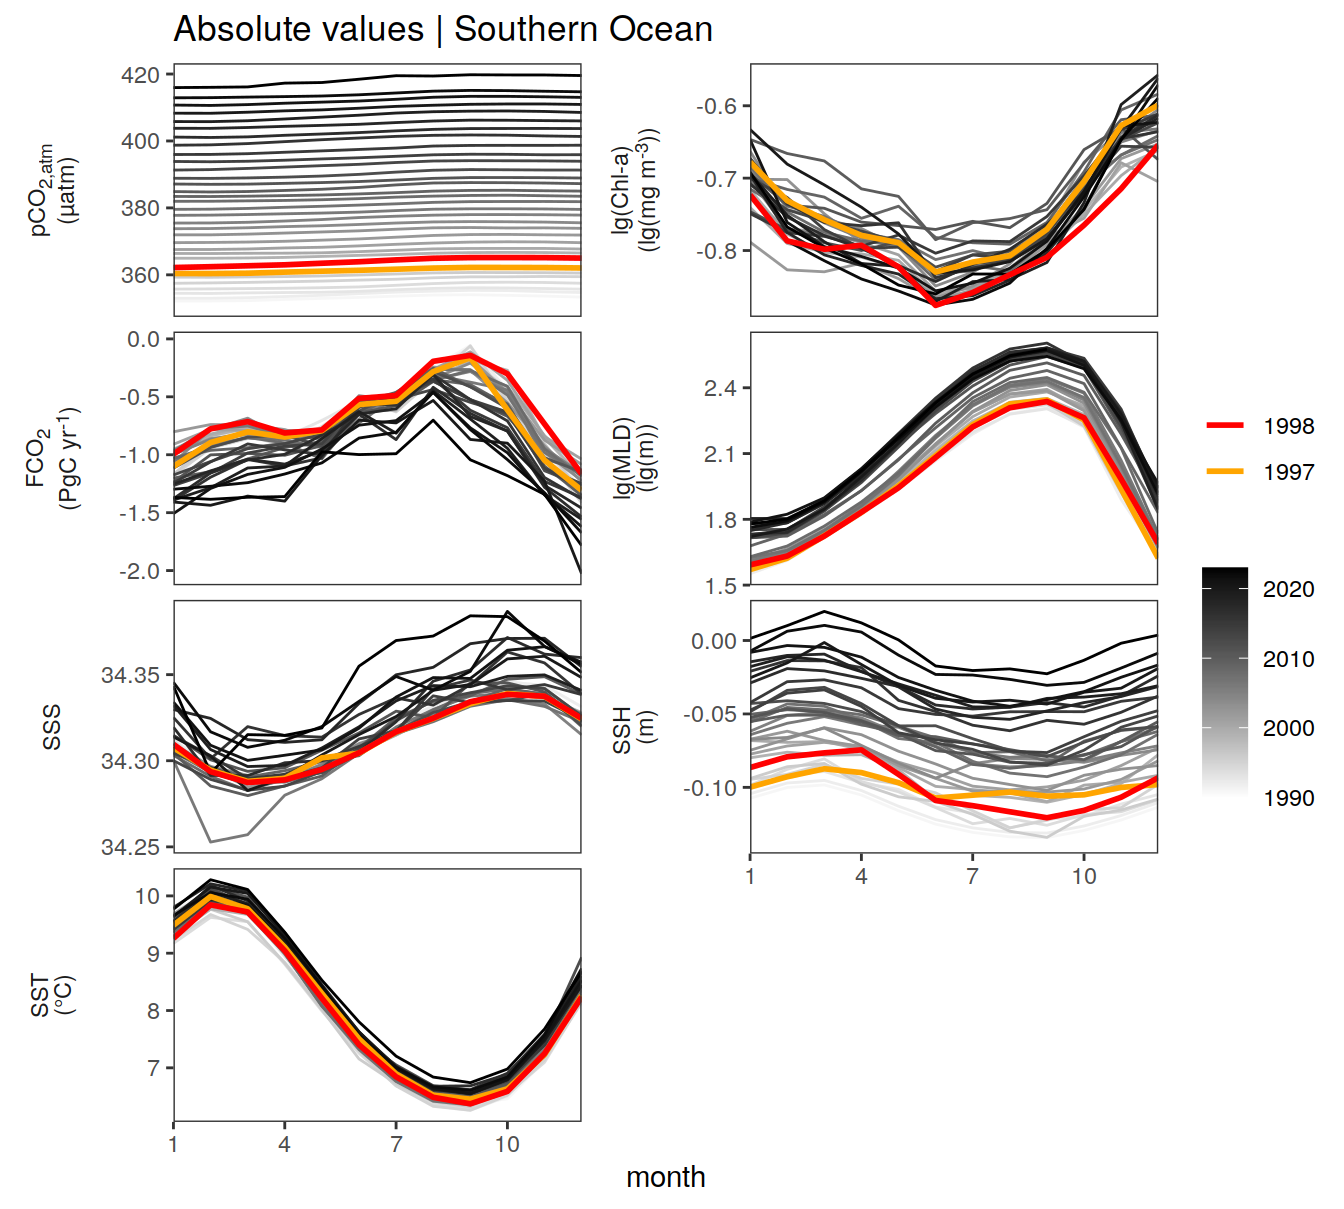 Absolute values | Southern Ocean
pCO2,atm
(µatm)
420
400
380
360
lg(Chl-a)
(lg(mg m-3))
-0.6
-0.7
-0.8
FCO2
(PgC yr-1)
0.0
-0.5
-1.0
-1.5
-2.0
lg(MLD)
(lg(m))
2.4
2.1
1.8
1.5
SSS
34.35
34.30
34.25
SSH
(m)
0.00
-0.05
-0.10
1 4 7 10
SST
(°C)
10
9
8
7
1 4 7 10
month
1998
1997
2020
2010
2000
1990